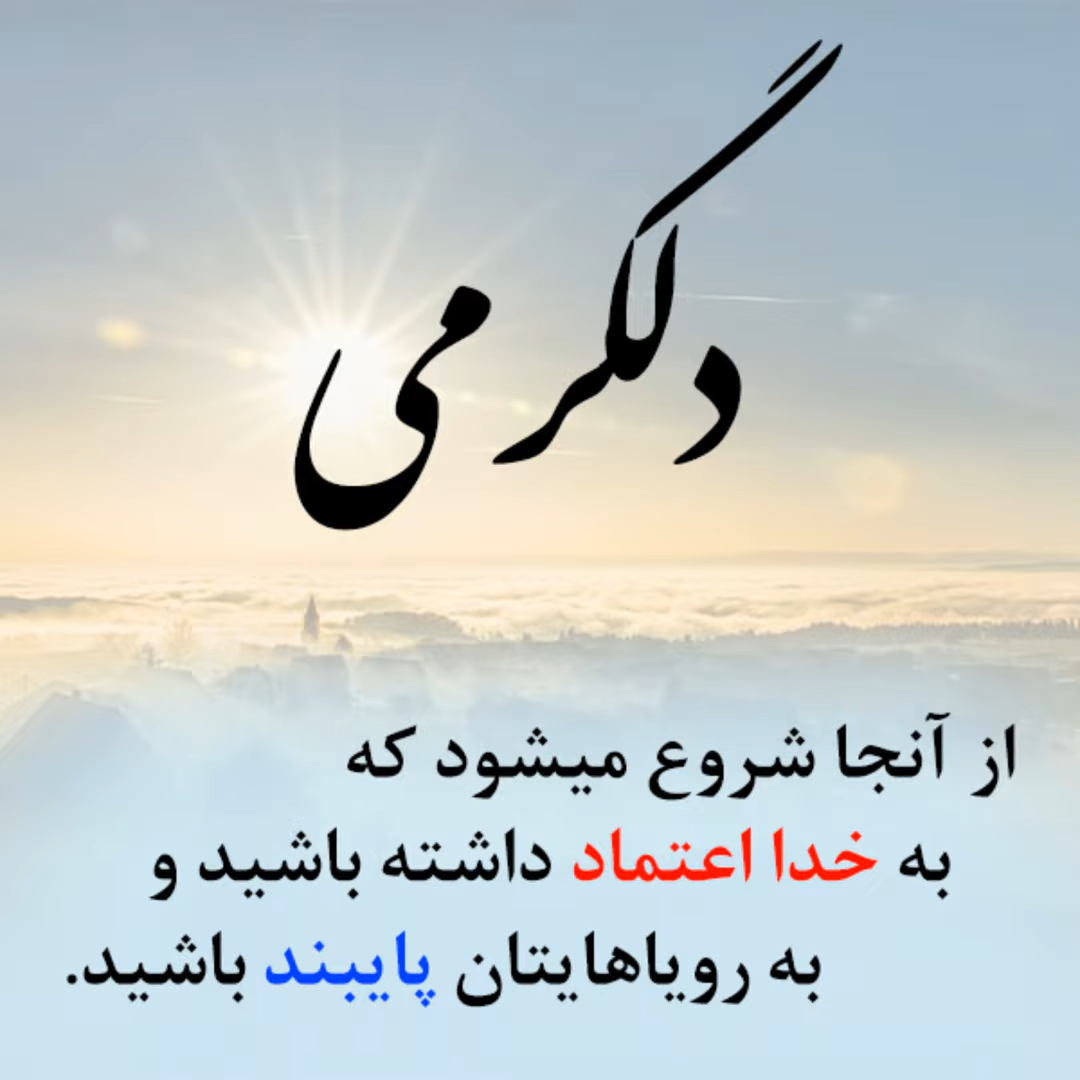 دلگرمی
از آنجا شروع میشود که
به خدا اعتماد داشته باشید و
به رویاهایتان پایبند باشید.